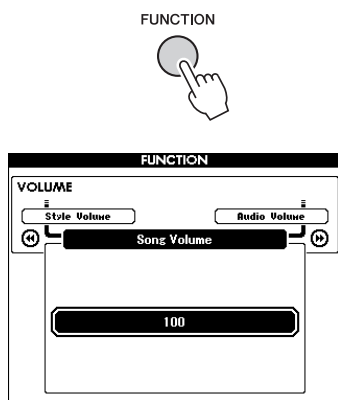 FUNCTION
FUNCTION
VOLUME
Style Volume Audio Volume
Song Volume
100